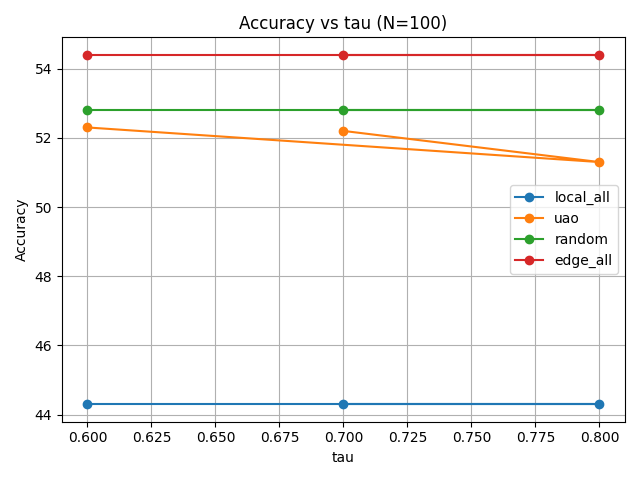 Accuracy vs tau (N=100)
54
52
50
48
46
44
Accuracy
local_all
uao
random
edge_all
0.600 0.625 0.650 0.675 0.700 0.725 0.750 0.775 0.800
tau